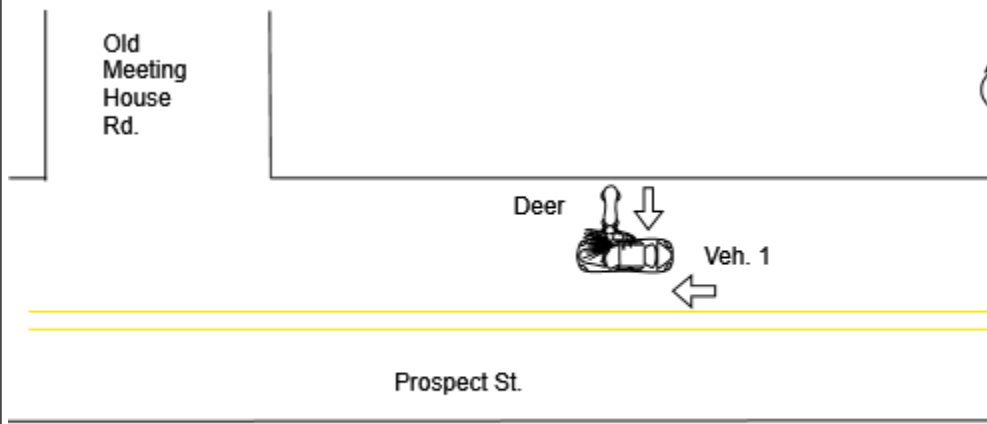 Old
Meeting
House
Rd.
Deer
Veh. 1
Prospect St.